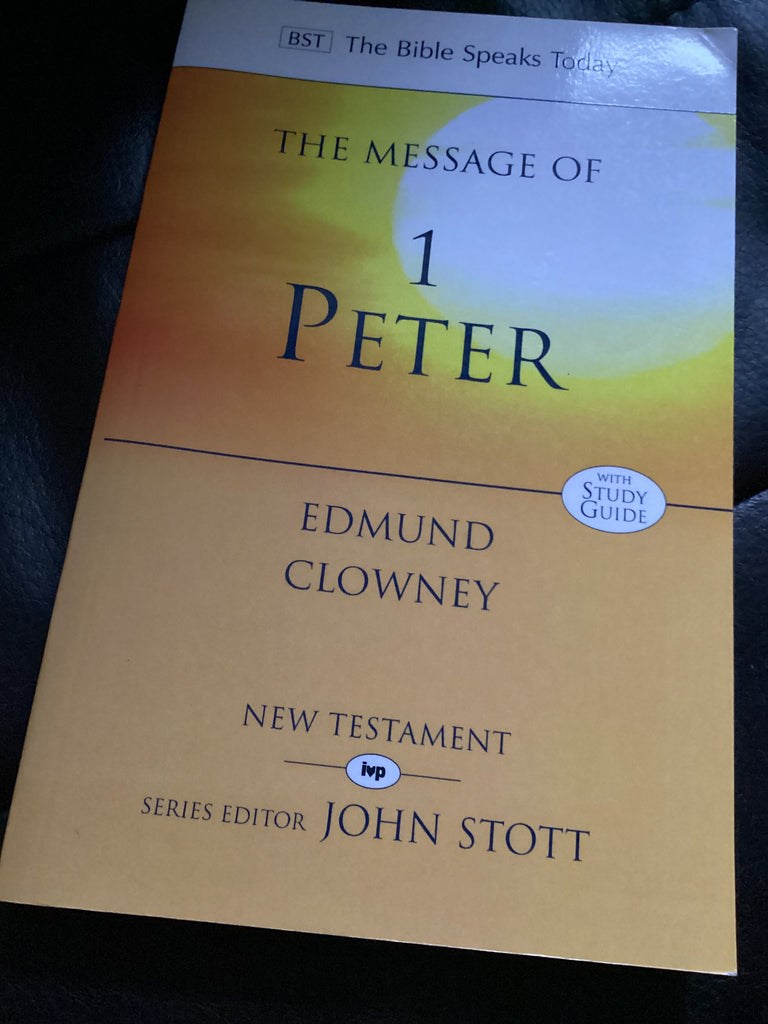 BST The Bible Speaks Today
THE MESSAGE OF
1
PETER
WITH
STUDY
GUIDE
EDMUND
CLOWNEY
NEW TESTAMENT
ivp
SERIES EDITOR JOHN STOTT